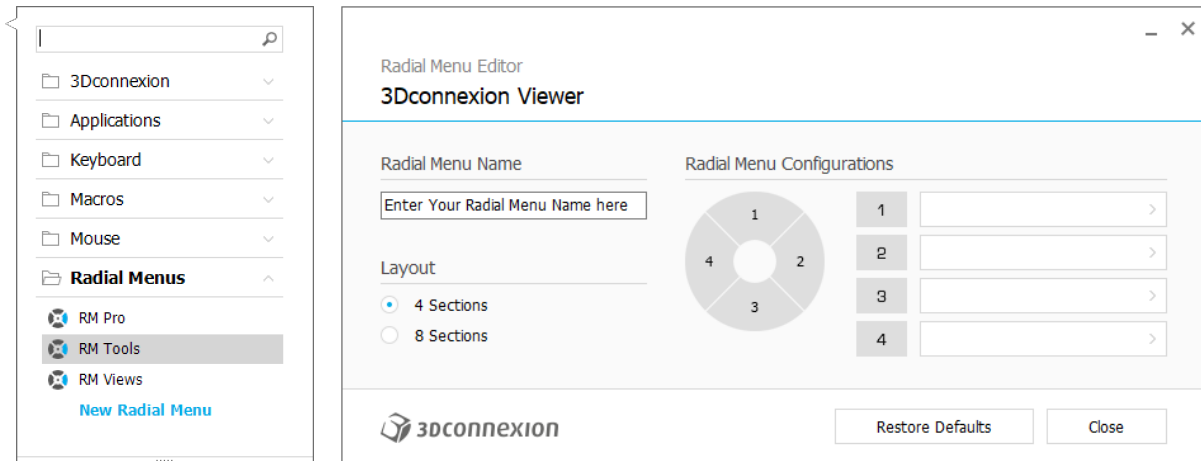 3Dconnexion
Applications
Keyboard
Macros
Mouse
Radial Menus
RM Pro
RM Tools
RM Views
New Radial Menu
Radial Menu Editor
3Dconnexion Viewer
Radial Menu Name
Enter Your Radial Menu Name here
Layout
4 Sections
8 Sections
Radial Menu Configurations
1
4 2
3
1
2
3
4
3Dconnexion
Restore Defaults
Close